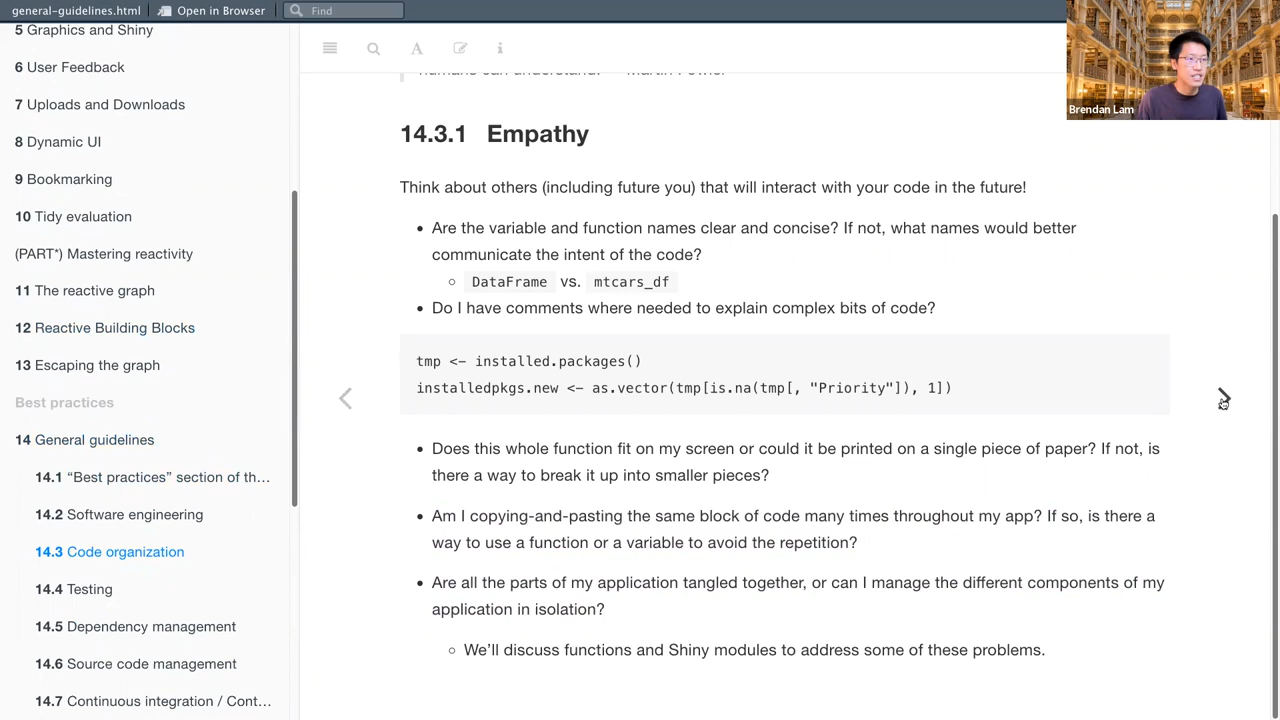 general-guidelines.html
Open in Browser
Find
5 Graphics and Shiny
6 User Feedback
7 Uploads and Downloads
8 Dynamic UI
9 Bookmarking
10 Tidy evaluation
(PART*) Mastering reactivity
11 The reactive graph
12 Reactive Building Blocks
13 Escaping the graph
Best practices
14 General guidelines
14.1 “Best practices” section of th…
14.2 Software engineering
14.3 Code organization
14.4 Testing
14.5 Dependency management
14.6 Source code management
14.7 Continuous integration / Cont…
A
humans can understand.
14.3.1 Empathy
Think about others (including future you) that will interact with your code in the future!
• Are the variable and function names clear and concise? If not, what names would better
communicate the intent of the code?
DataFrame vs. mtcars_df
• Do I have comments where needed to explain complex bits of code?
tmp <- installed.packages()
installedpkgs.new <- as.vector(tmp[is.na(tmp[, "Priority"]), 1])
• Does this whole function fit on my screen or could it be printed on a single piece of paper? If not, is
there a way to break it up into smaller pieces?
• Am I copying-and-pasting the same block of code many times throughout my app? If so, is there a
way to use a function or a variable to avoid the repetition?
• Are all the parts of my application tangled together, or can I manage the different components of my
application in isolation?
We’ll discuss functions and Shiny modules to address some of these problems.
Brendan Lam